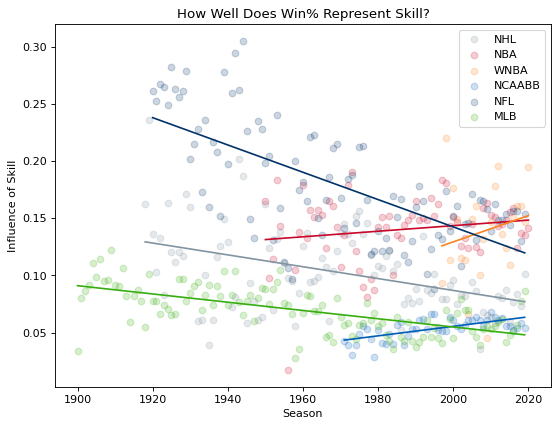 How Well Does Win% Represent Skill?
Influence of Skill
0.30
0.25
0.20
0.15
0.10
0.05
NHL
NBA
WNBA
NCAABB
NFL
MLB
1900 1920 1940 1960 1980 2000 2020
Season